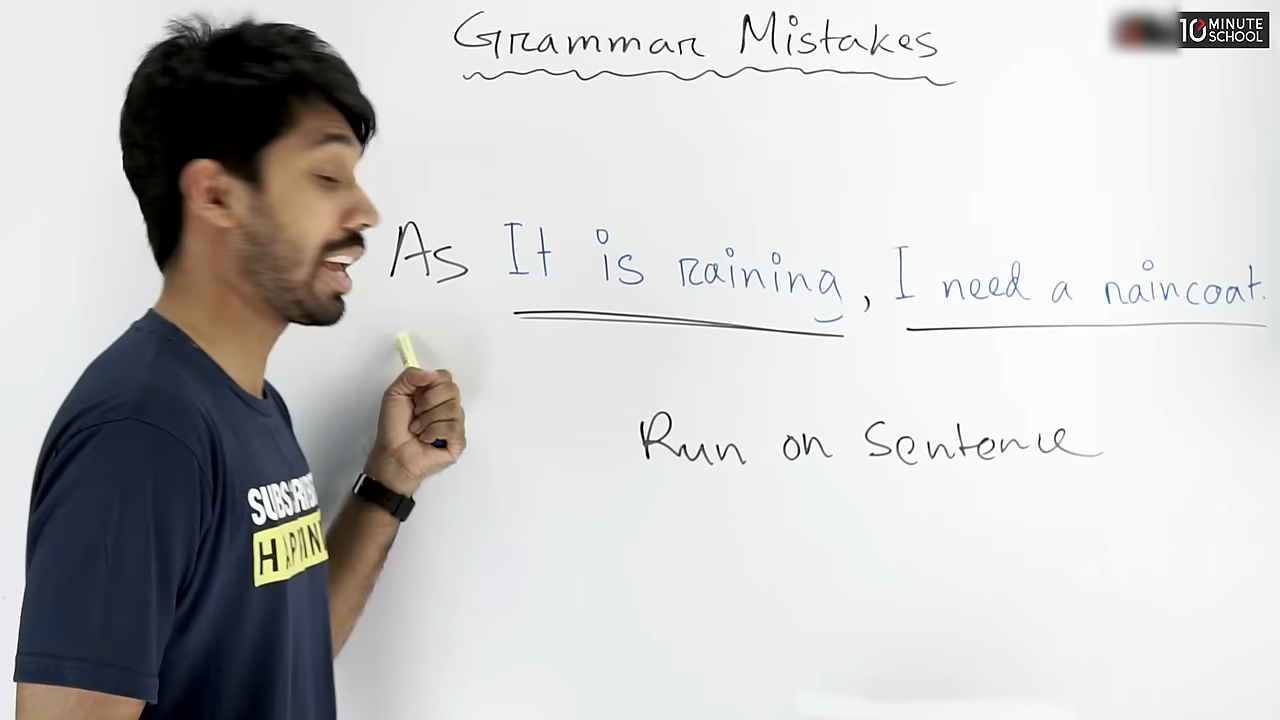 Grammar Mistakes
10 MINUTE SCHOOL
As It is raining, I need a raincoat.
Run on Sentence